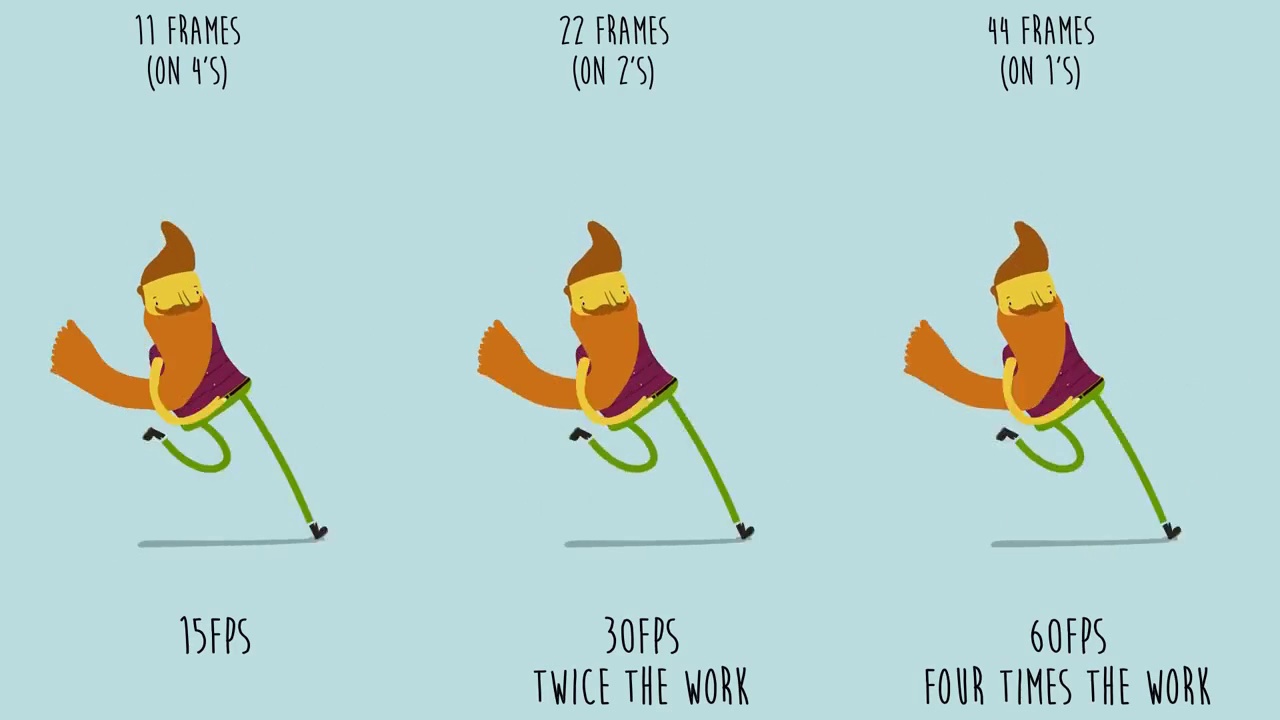 11 FRAMES
(ON 4'S)
22 FRAMES
(ON 2'S)
44 FRAMES
(ON 1'S)
15FPS
30FPS
TWICE THE WORK
60FPS
FOUR TIMES THE WORK